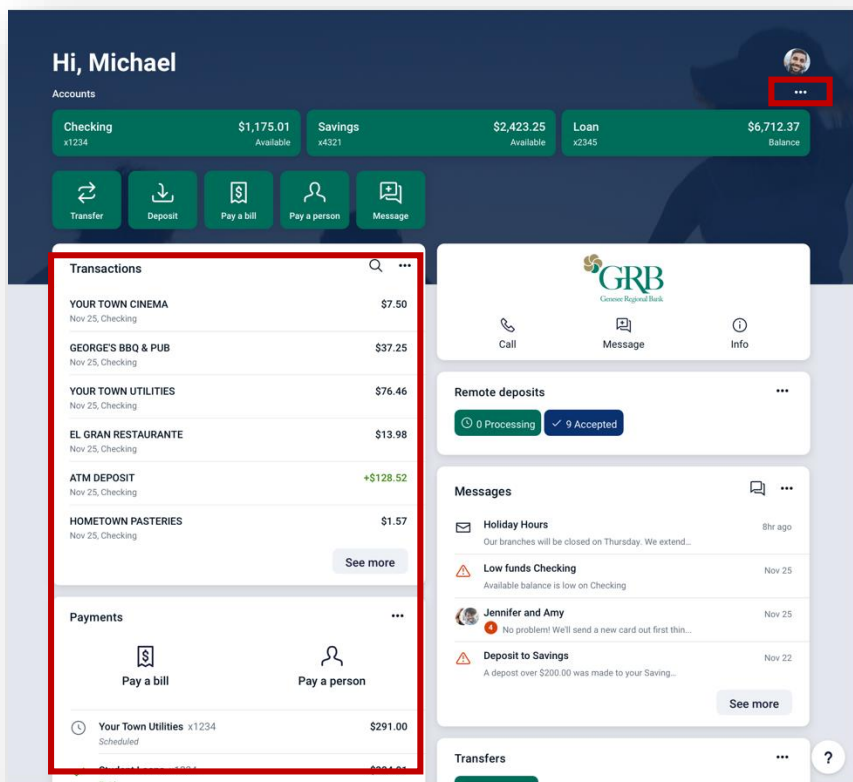 Hi, Michael
Accounts
Checking $1,175.01
x1234 Available
Savings $2,423.25
x4321 Available
Loan $6,712.37
x2345 Balance
Transfer
Deposit
Pay a bill
Pay a person
Message
Transactions
YOUR TOWN CINEMA $7.50
Nov 25, Checking
GEORGE'S BBQ & PUB $37.25
Nov 25, Checking
YOUR TOWN UTILITIES $76.46
Nov 25, Checking
EL GRAN RESTAURANTE $13.98
Nov 25, Checking
ATM DEPOSIT +$128.52
Nov 25, Checking
HOMETOWN PASTERIES $1.57
Nov 25, Checking
See more
Payments
Pay a bill
Pay a person
Your Town Utilities x1234 $291.00
Scheduled
GRB
Genesee Regional Bank
Call
Message
Info
Remote deposits
0 Processing
9 Accepted
Messages
Holiday Hours 8hr ago
Our branches will be closed on Thursday. We extend...
Low funds Checking Nov 25
Available balance is low on Checking
Jennifer and Amy Nov 25
4 No problem! We'll send a new card out first thin...
Deposit to Savings Nov 22
A depost over $200.00 was made to your Saving...
See more
Transfers
?